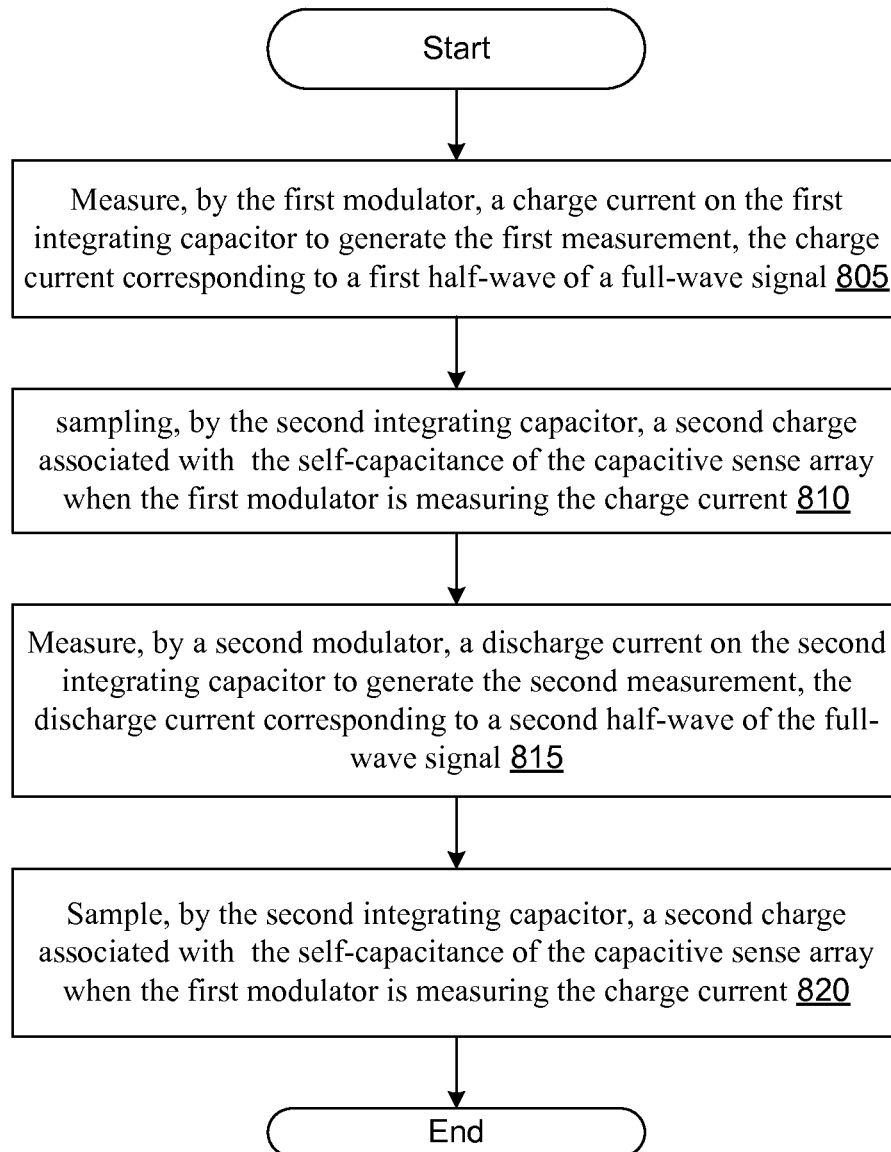 Start
Measure, by the first modulator, a charge current on the first
integrating capacitor to generate the first measurement, the charge
current corresponding to a first half-wave of a full-wave signal 805
sampling, by the second integrating capacitor, a second charge
associated with the self-capacitance of the capacitive sense array
when the first modulator is measuring the charge current 810
Measure, by a second modulator, a discharge current on the second
integrating capacitor to generate the second measurement, the
discharge current corresponding to a second half-wave of the full-
wave signal 815
Sample, by the second integrating capacitor, a second charge
associated with the self-capacitance of the capacitive sense array
when the first modulator is measuring the charge current 820
End